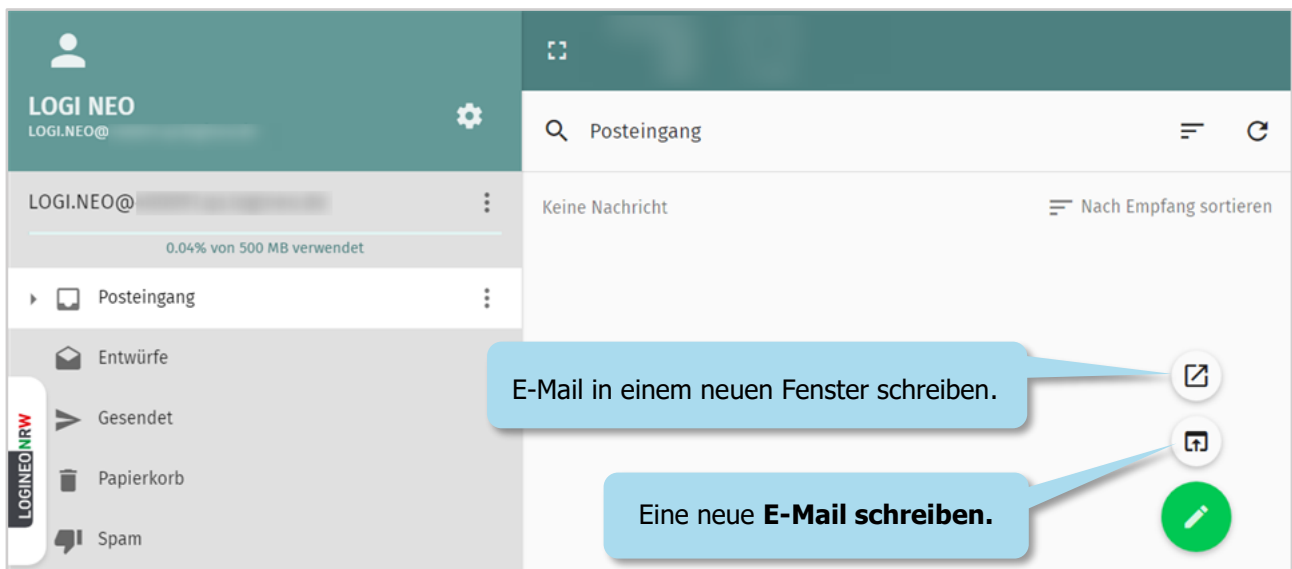 LOGI NEO
LOGI.NEO@
Posteingang
LOGI.NEO@
0.04% von 500 MB verwendet
Keine Nachricht
Nach Empfang sortieren
Posteingang
Entwürfe
E-Mail in einem neuen Fenster schreiben.
Gesendet
Papierkorb
Eine neue E-Mail schreiben.
Spam
LOGINEONRW